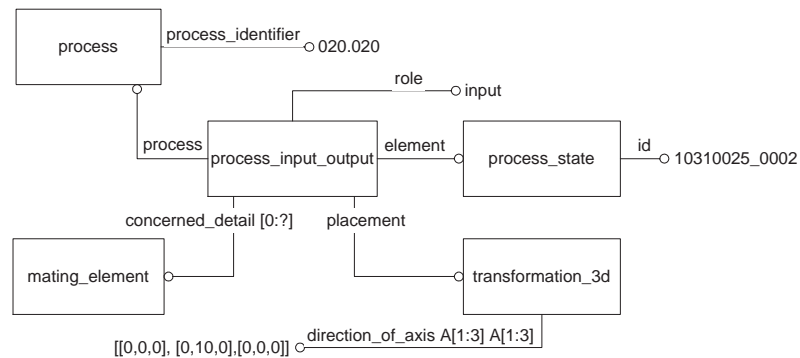 process_identifier
process
020.020
role
input
process
process_input_output
element
process_state
id
10310025_0002
concerned_detail [0:?]
placement
mating_element
transformation_3d
direction_of_axis A[1:3] A[1:3]
[[0,0,0], [0,10,0],[0,0,0]]